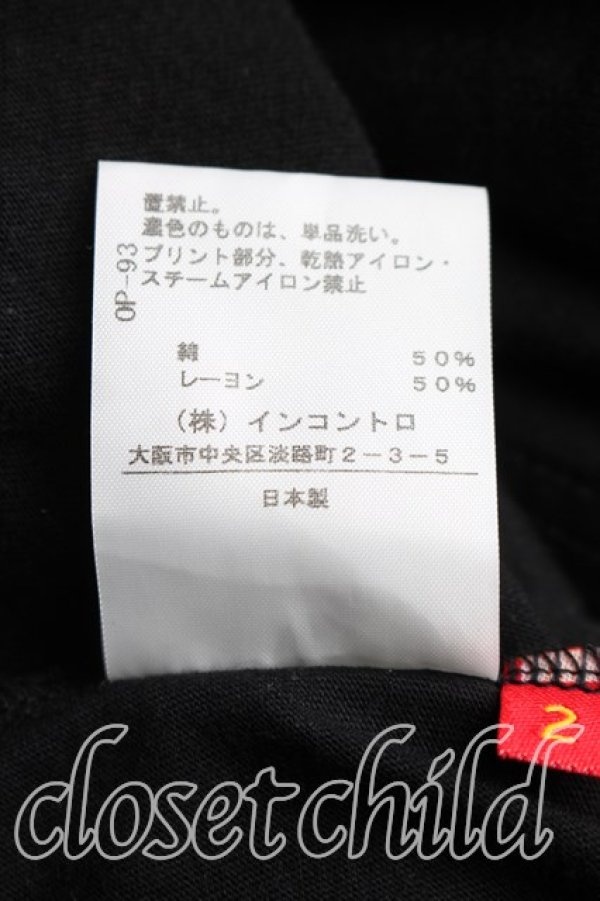 置禁止。
濃色のものは、単品洗い。
プリント部分、乾熱アイロン・
スチームアイロン禁止
OP-93
綿 50%
レーヨン 50%
(株)インコントロ
大阪市中央区淡路町2-3-5
日本製
2
closet child